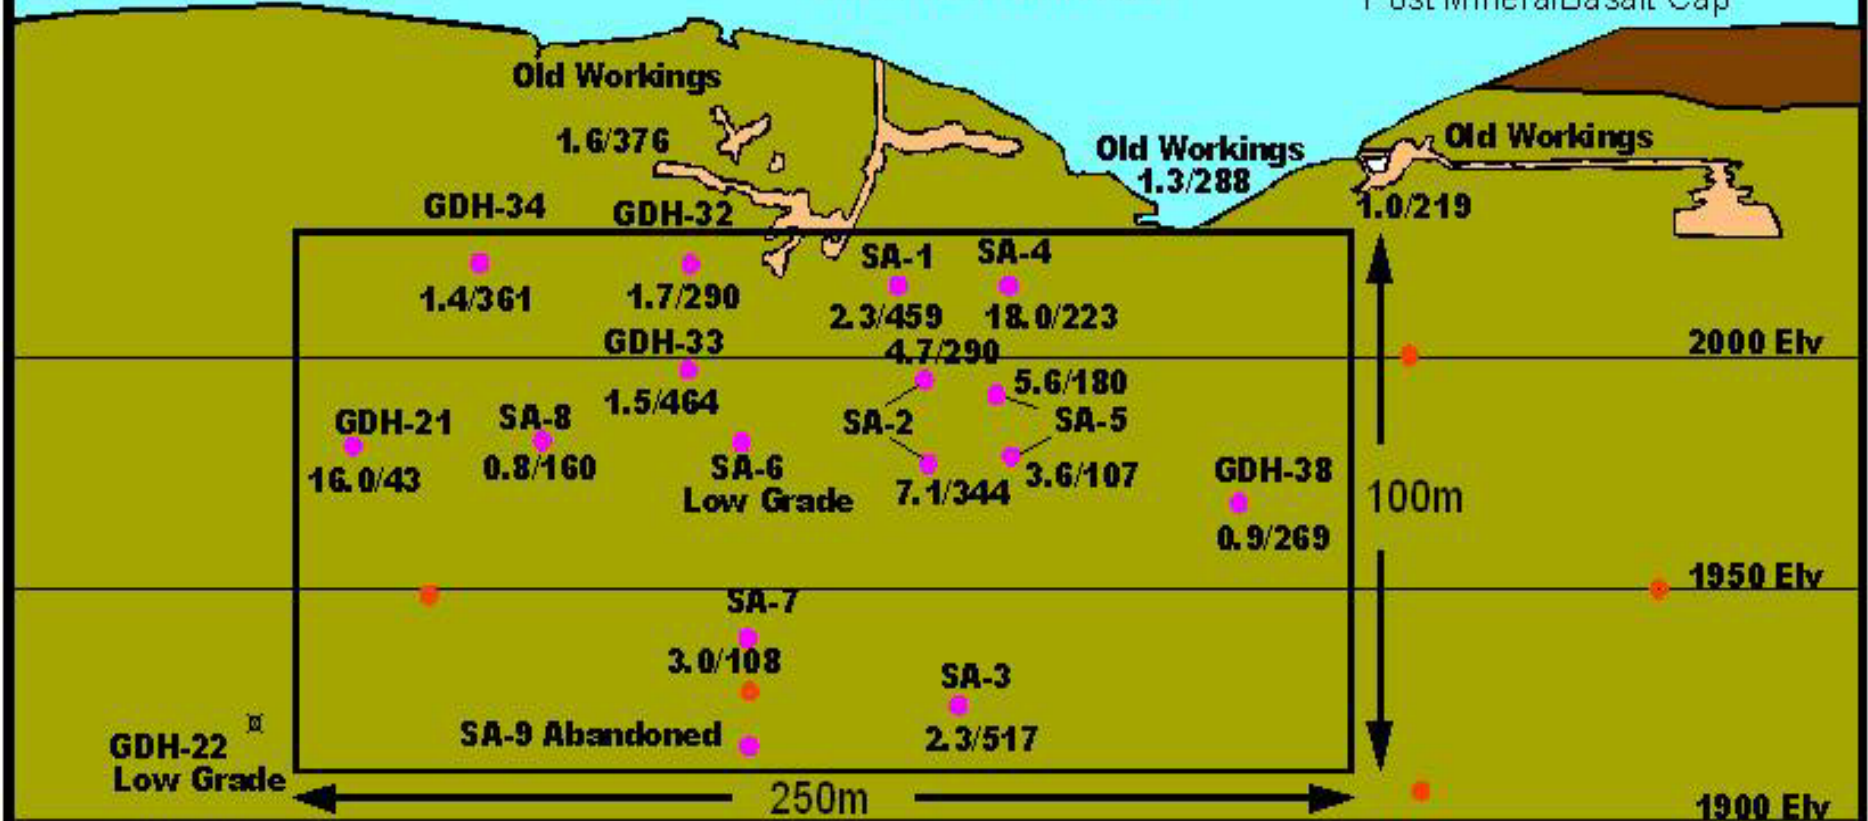 Post MineralBasalt Cap
Old Workings
1.6/376
Old Workings
1.3/288
Old Workings
1.0/219
GDH-34
1.4/361
GDH-32
1.7/290
SA-1
2.3/459
SA-4
18.0/223
GDH-33
1.5/464
4.7/290
SA-2
7.1/344
5.6/180
SA-5
3.6/107
2000 Elv
GDH-21
16.0/43
SA-8
0.8/160
SA-6
Low Grade
GDH-38
0.9/269
100m
1950 Elv
SA-7
3.0/108
SA-3
2.3/517
SA-9 Abandoned
GDH-22
Low Grade
250m
1900 Elv